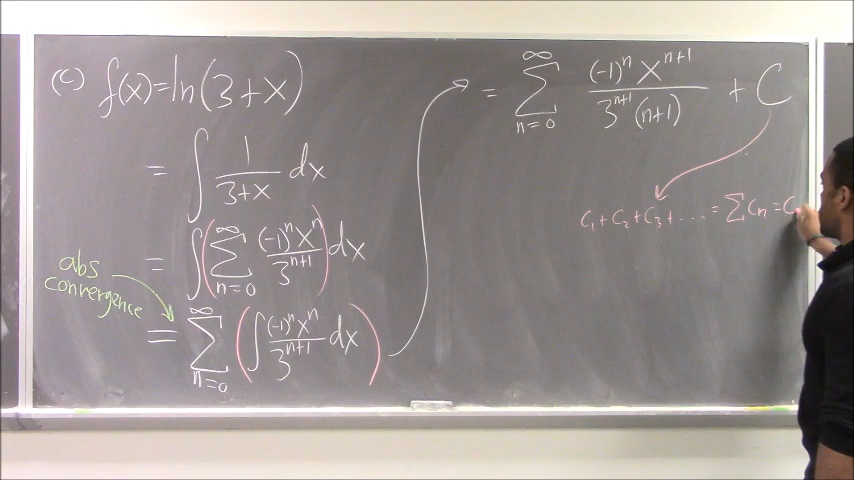 (c) f(x)=ln(3+x)
= ∫ 1/(3+x) dx
= ∫(∑_{n=0}^{∞} (-1)^n x^n / 3^{n+1}) dx
abs convergence
= ∑_{n=0}^{∞} (∫ (-1)^n x^n / 3^{n+1} dx)
= ∑_{n=0}^{∞} (-1)^n x^{n+1} / 3^{n+1}(n+1) + C
C₁+C₂+C₃+.... = ∑Cₙ = C